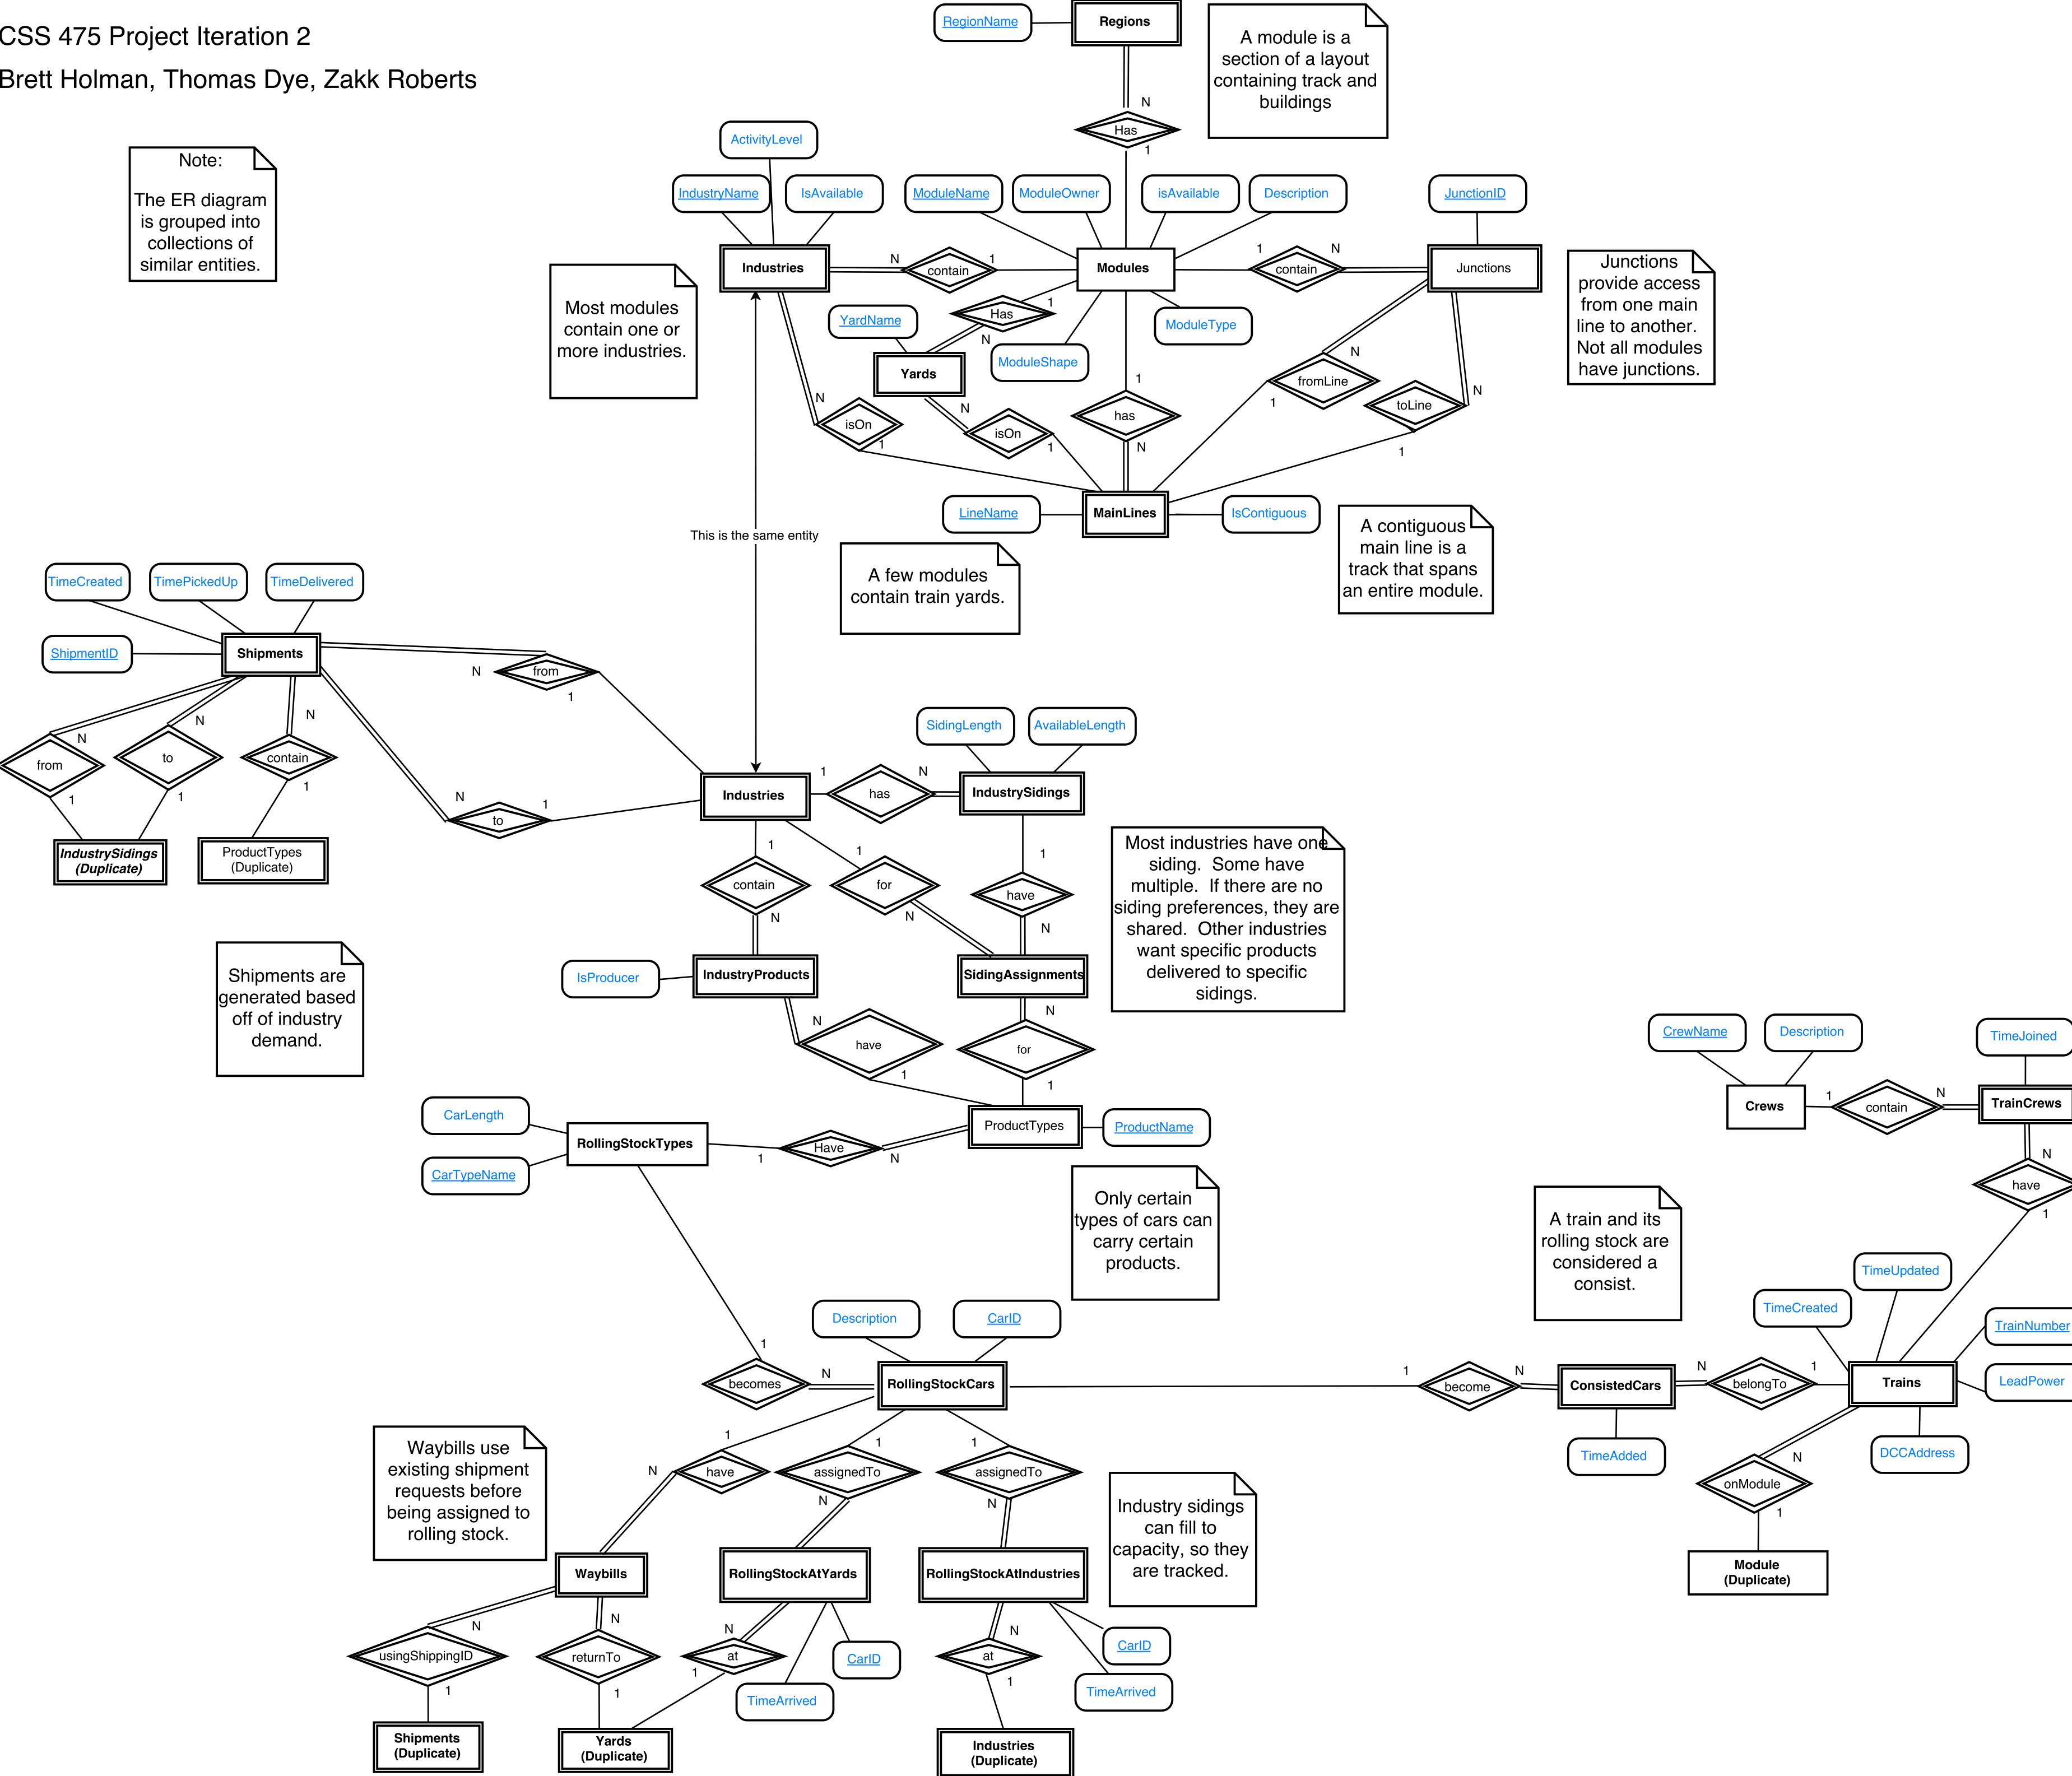 CSS 475 Project Iteration 2
Brett Holman, Thomas Dye, Zakk Roberts
Note:
The ER diagram
is grouped into
collections of
similar entities.
RegionName
Regions
A module is a
section of a layout
containing track and
buildings
N
Has
1
ActivityLevel
IndustryName
IsAvailable
ModuleName
ModuleOwner
isAvailable
Description
JunctionID
Industries
N
contain
1
Modules
1
contain
N
Junctions
Most modules
contain one or
more industries.
Junctions
provide access
from one main
line to another.
Not all modules
have junctions.
YardName
Has
1
N
ModuleShape
ModuleType
Yards
N
isOn
1
N
isOn
1
1
has
N
fromLine
N
1
toLine
N
1
LineName
MainLines
IsContiguous
This is the same entity
A few modules
contain train yards.
A contiguous
main line is a
track that spans
an entire module.
TimeCreated
TimePickedUp
TimeDelivered
ShipmentID
Shipments
N
from
1
N
from
1
N
to
1
N
contain
1
N
to
1
IndustrySidings
(Duplicate)
ProductTypes
(Duplicate)
Shipments are
generated based
off of industry
demand.
SidingLength
AvailableLength
Industries
1
has
N
IndustrySidings
1
contain
N
1
for
N
1
have
N
Most industries have one
siding. Some have
multiple. If there are no
siding preferences, they are
shared. Other industries
want specific products
delivered to specific
sidings.
IsProducer
IndustryProducts
SidingAssignments
N
have
1
N
for
1
CarLength
CarTypeName
RollingStockTypes
1
Have
N
ProductTypes
ProductName
Only certain
types of cars can
carry certain
products.
CrewName
Description
TimeJoined
Crews
1
contain
N
TrainCrews
N
have
1
A train and its
rolling stock are
considered a
consist.
TimeUpdated
TimeCreated
TrainNumber
LeadPower
Description
CarID
1
becomes
N
RollingStockCars
1
become
N
ConsistedCars
N
belongTo
1
Trains
TimeAdded
DCCAddress
N
onModule
1
Module
(Duplicate)
Waybills use
existing shipment
requests before
being assigned to
rolling stock.
1
have
N
1
assignedTo
N
1
assignedTo
N
Industry sidings
can fill to
capacity, so they
are tracked.
Waybills
RollingStockAtYards
RollingStockAtIndustries
N
usingShippingID
1
N
returnTo
1
N
at
1
CarID
TimeArrived
N
at
1
CarID
TimeArrived
Shipments
(Duplicate)
Yards
(Duplicate)
Industries
(Duplicate)